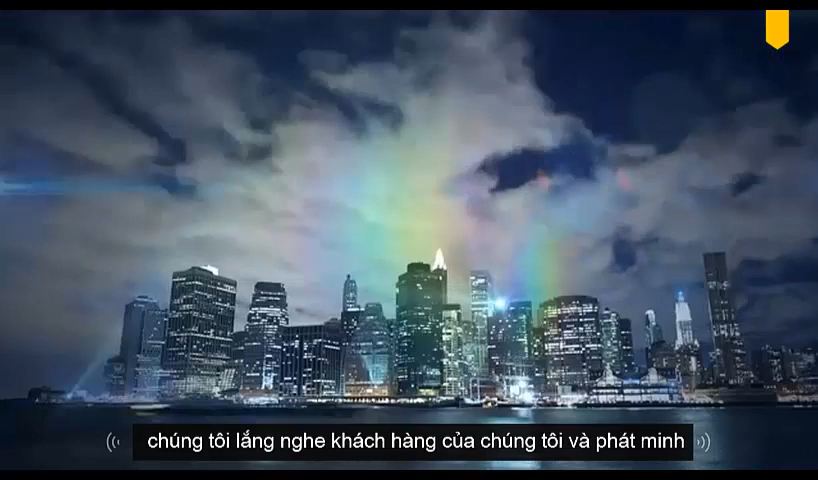 chúng tôi lắng nghe khách hàng của chúng tôi và phát minh